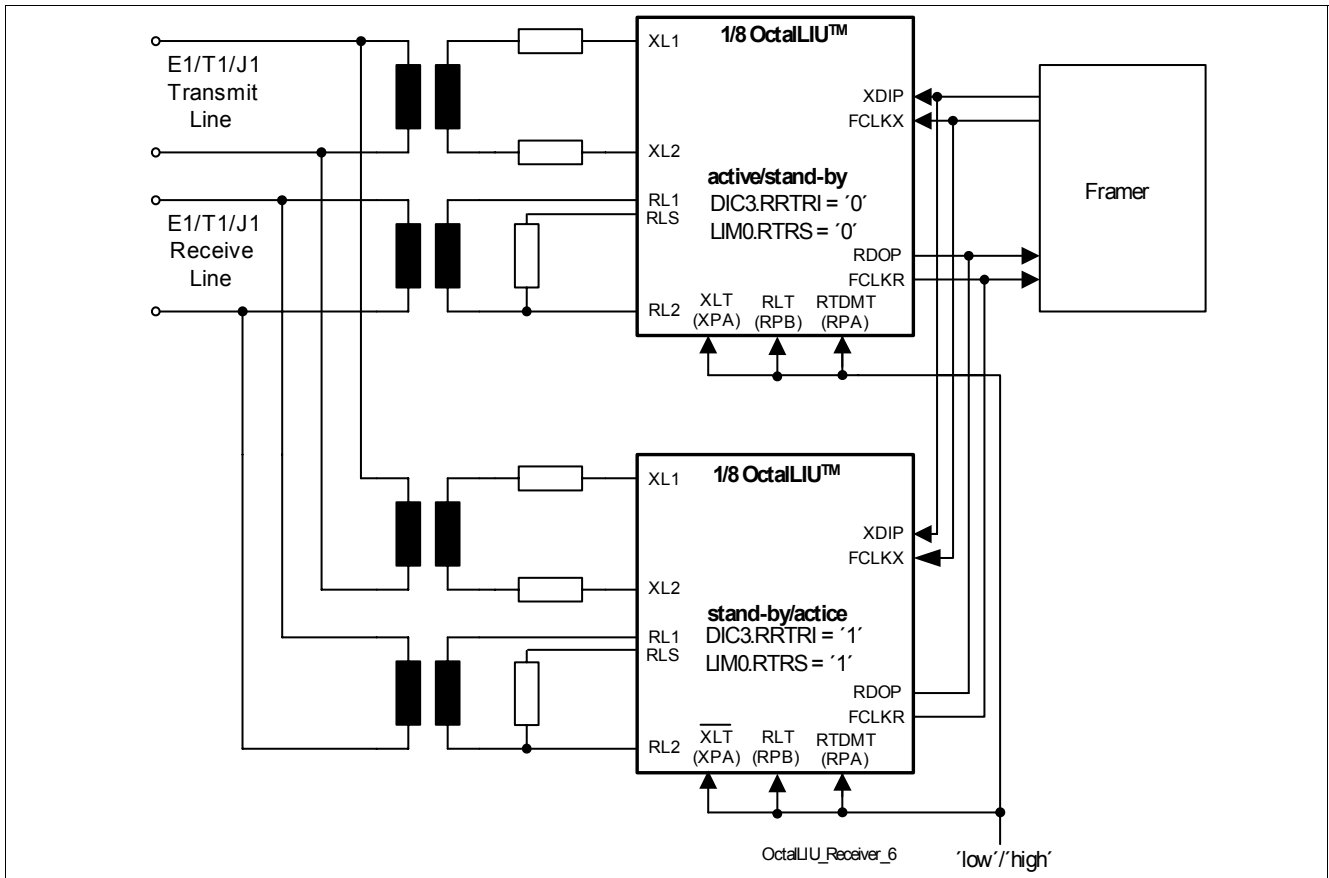 E1/T1/J1
Transmit
Line
E1/T1/J1
Receive
Line
1/8 OctalLIU™
XL1
XL2
RL1
RLS
RL2
XDIP
FCLKX
active/stand-by
DIC3.RRTRI = ´0´
LIM0.RTRS = ´0´
RDOP
FCLKR
XLT
(XPA)
RLT
(RPB)
RTDMT
(RPA)
Framer
1/8 OctalLIU™
XL1
XL2
RL1
RLS
RL2
XDIP
FCLKX
stand-by/actice
DIC3.RRTRI = ´1´
LIM0.RTRS = ´1´
RDOP
FCLKR
X̅L̅T̅
(XPA)
RLT
(RPB)
RTDMT
(RPA)
OctalLIU_Receiver_6
´low´/´high´